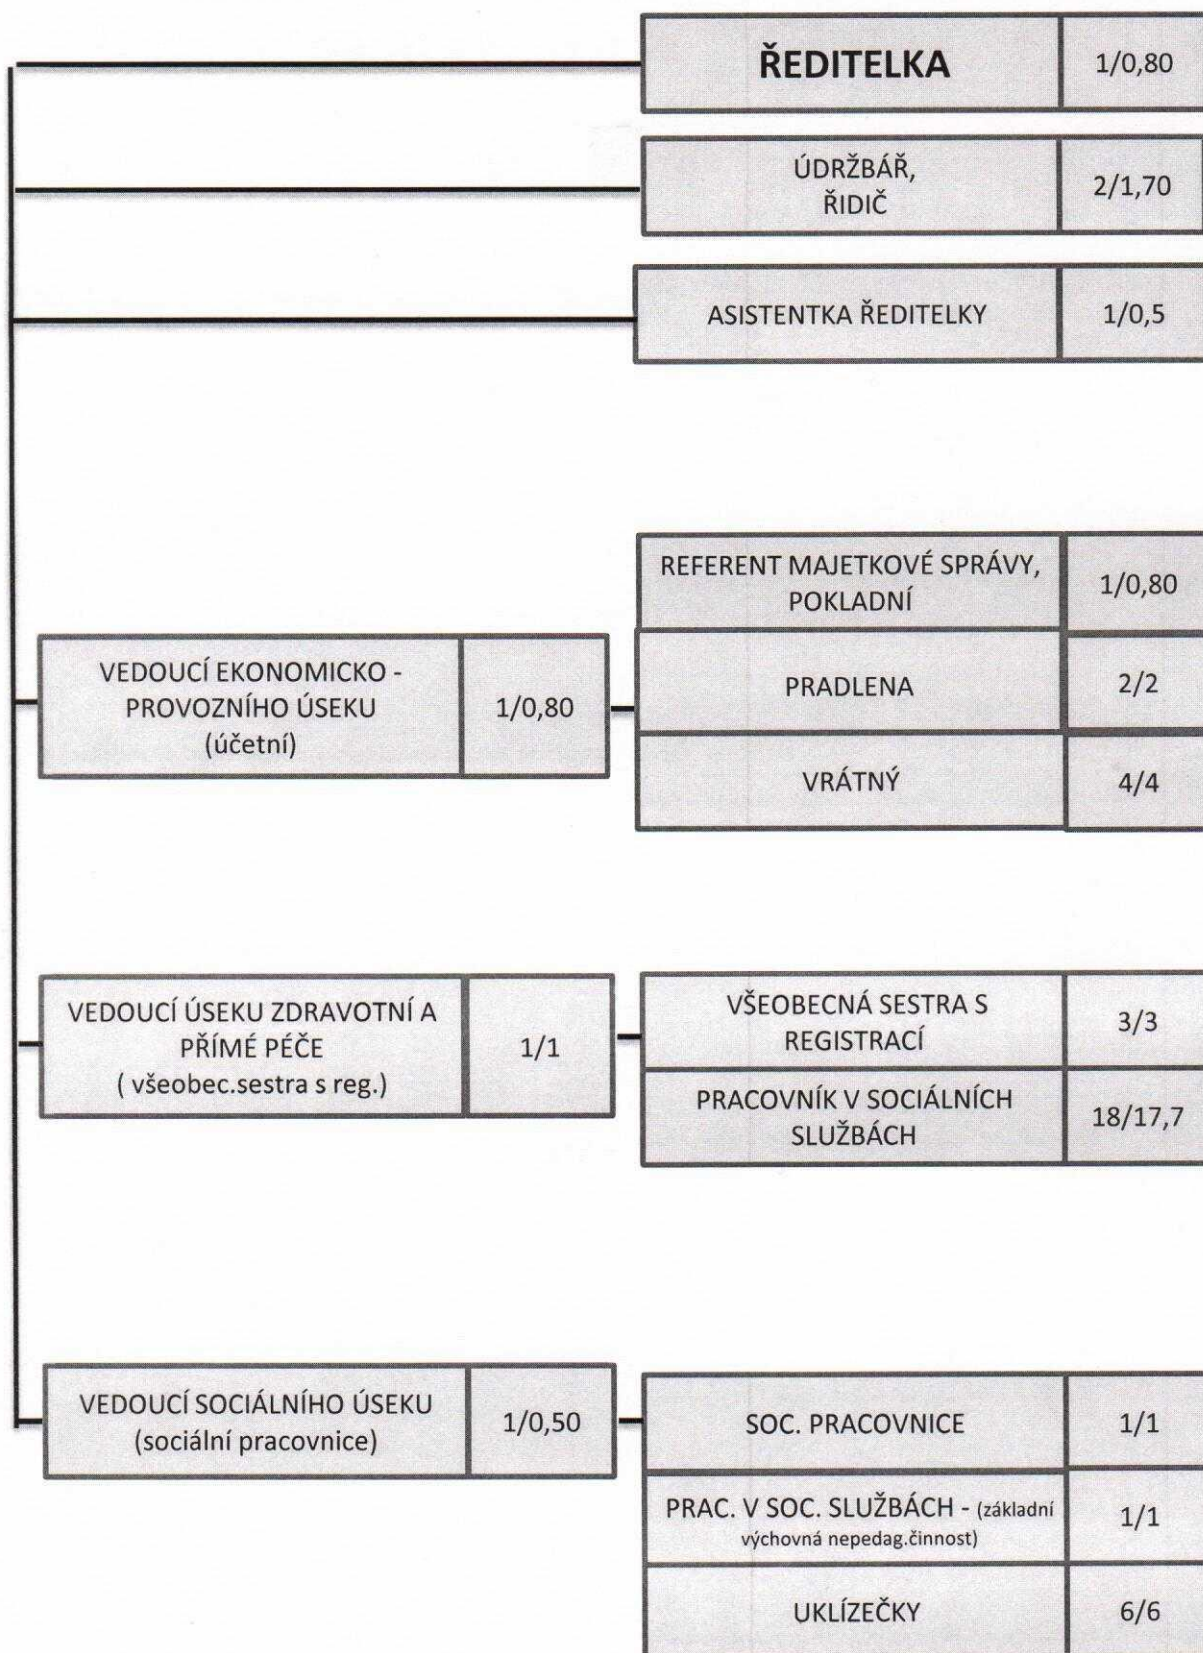 ŘEDITELKA
1/0,80
ÚDRŽBÁŘ,
ŘIDIČ
2/1,70
ASISTENTKA ŘEDITELKY
1/0,5
VEDOUCÍ EKONOMICKO -
PROVOZNÍHO ÚSEKU
(účetní)
1/0,80
REFERENT MAJETKOVÉ SPRÁVY,
POKLADNÍ
1/0,80
PRADLENA
2/2
VRÁTNÝ
4/4
VEDOUCÍ ÚSEKU ZDRAVOTNÍ A
PŘÍMÉ PÉČE
( všeobec.sestra s reg.)
1/1
VŠEOBECNÁ SESTRA S
REGISTRACÍ
3/3
PRACOVNÍK V SOCIÁLNÍCH
SLUŽBÁCH
18/17,7
VEDOUCÍ SOCIÁLNÍHO ÚSEKU
(sociální pracovnice)
1/0,50
SOC. PRACOVNICE
1/1
PRAC. V SOC. SLUŽBÁCH - (základní
výchovná nepedag.činnost)
1/1
UKLÍZEČKY
6/6